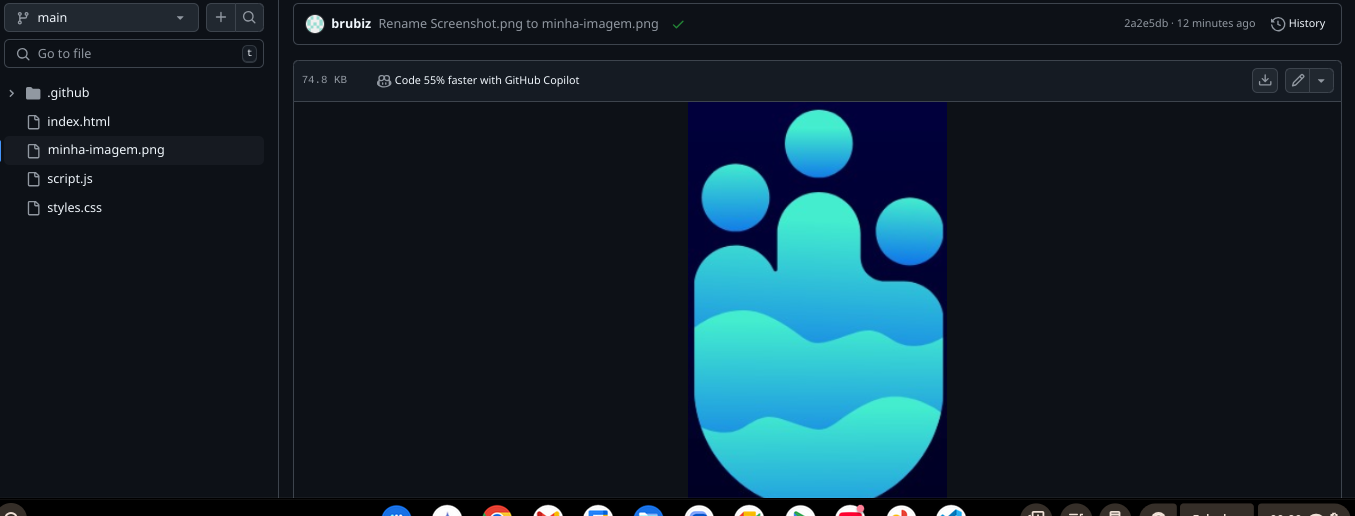 main
brubiz Rename Screenshot.png to minha-imagem.png
2a2e5db · 12 minutes ago
History
Go to file
t
74.8 KB
Code 55% faster with GitHub Copilot
.github
index.html
minha-imagem.png
script.js
styles.css